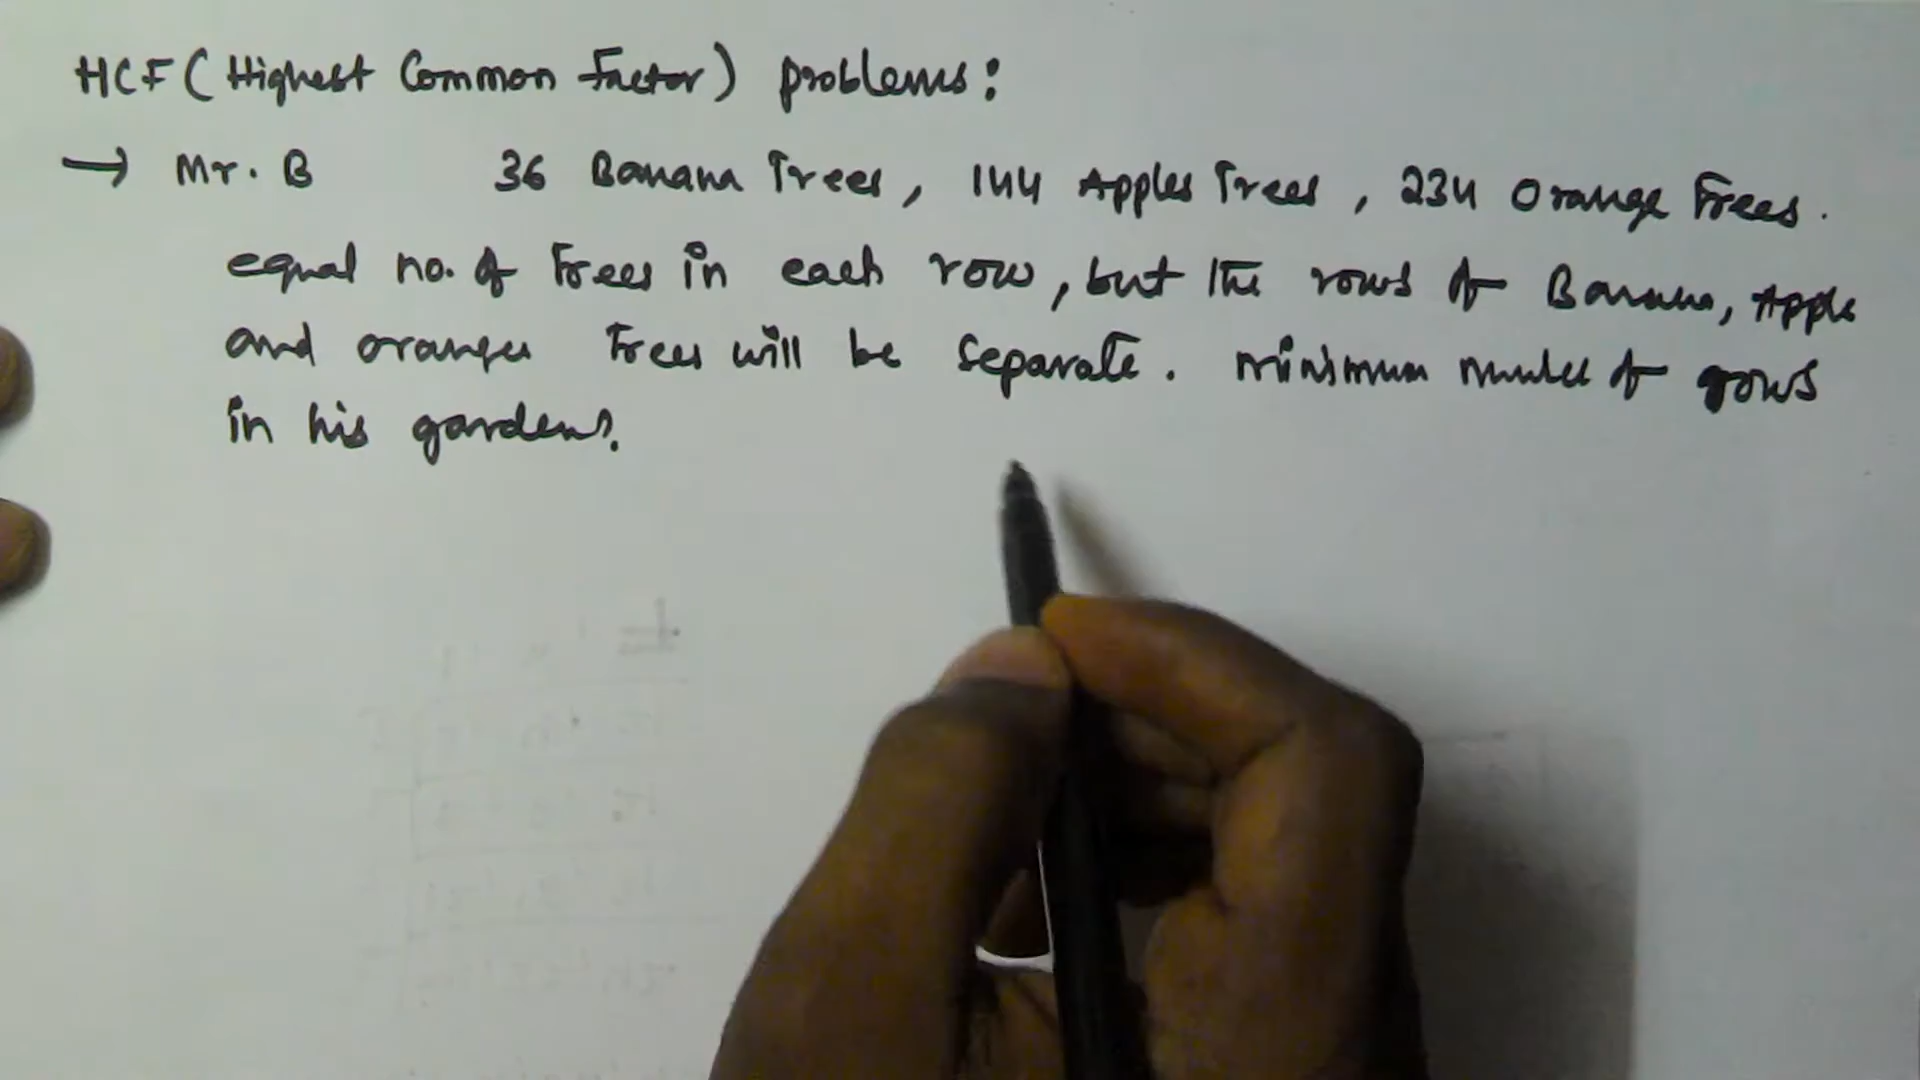 HCF (Highest Common Factor) problems:
→ Mr. B 36 Banana Trees, 144 Apples Trees, 234 Orange Trees.
equal no. of Trees in each row, but the rows of Banana, Apple
and oranges Trees will be separate. minimum number of rows
in his gardens.